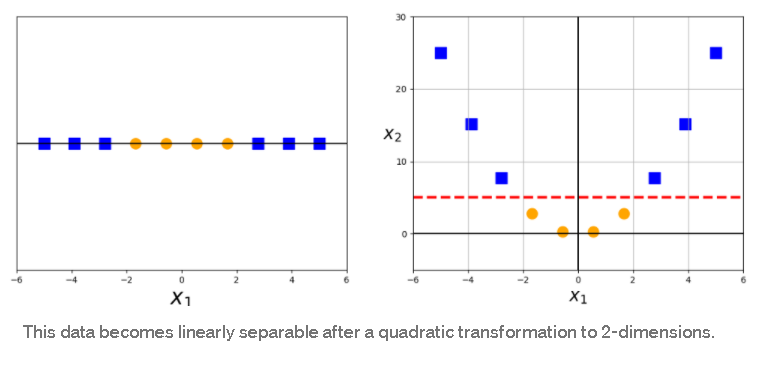 30
20
10
0
X₂
−6 −4 −2 0 2 4 6
X₁
−6 −4 −2 0 2 4 6
X₁
This data becomes linearly separable after a quadratic transformation to 2-dimensions.